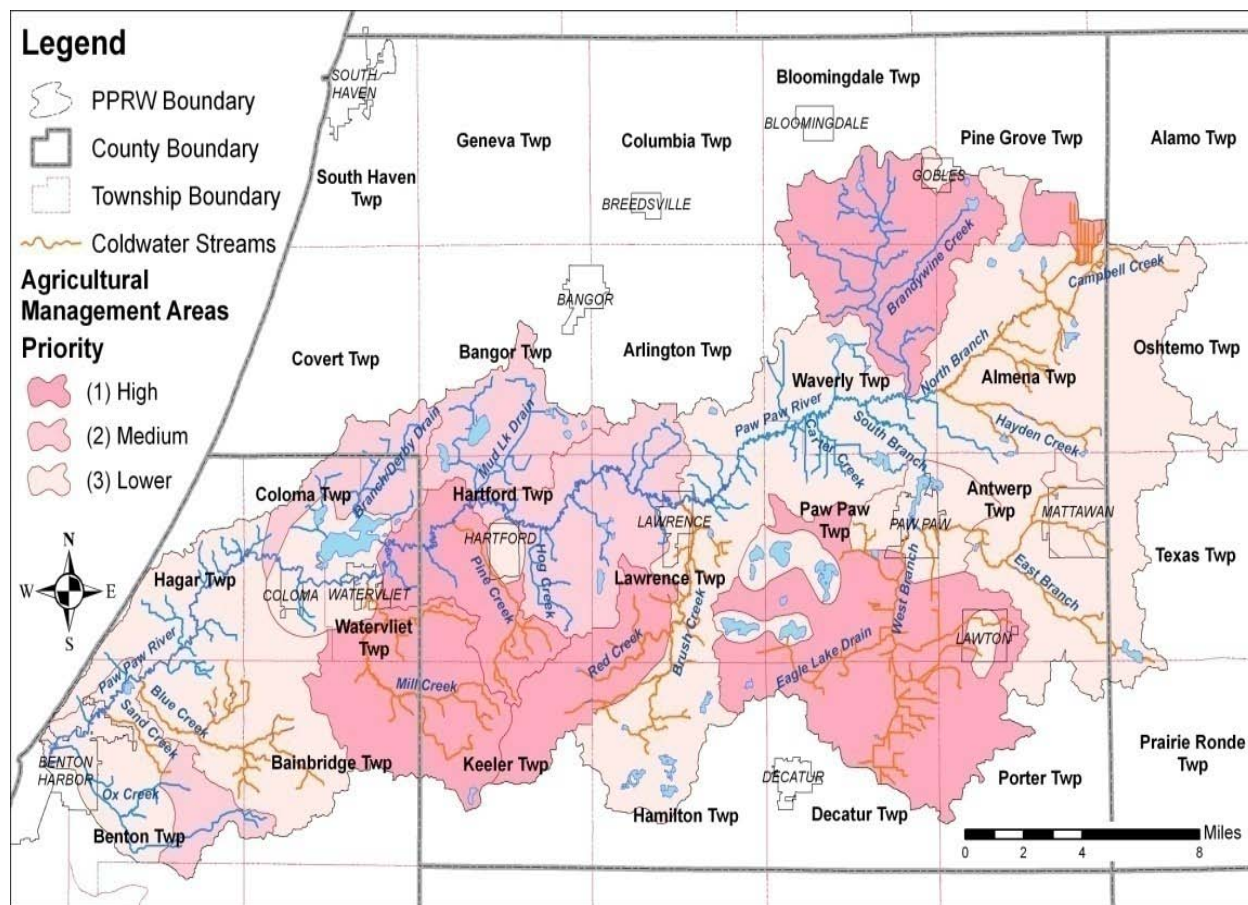 Legend
PPRW Boundary
County Boundary
Township Boundary
Coldwater Streams
Agricultural
Management Areas
Priority
(1) High
(2) Medium
(3) Lower
N
W
E
S
SOUTH
HAVEN
South Haven
Twp
Geneva Twp
Columbia Twp
BREEDSVILLE
Bloomingdale Twp
BLOOMINGDALE
Pine Grove Twp
GOBLES
Alamo Twp
Brandywine Creek
Campbell Creek
BANGOR
Covert Twp
Bangor Twp
Arlington Twp
Waverly Twp
North Branch
Almena Twp
Oshtemo Twp
Paw Paw River
Carter Creek
South Branch
Hayden Creek
Branch/Derby Drain
Mud Lk Drain
Coloma Twp
Hartford Twp
HARTFORD
Hog Creek
Pine Creek
LAWRENCE
Lawrence Twp
Paw Paw
Twp
PAW PAW
Antwerp
Twp
MATTAWAN
Texas Twp
East Branch
West Branch
Hagar Twp
COLOMA
WATERVLIET
Watervliet
Twp
Red Creek
Brush Creek
Eagle Lake Drain
LAWTON
Paw Paw River
Blue Creek
Sand Creek
Mill Creek
BENTON
HARBOR
Bainbridge Twp
Keeler Twp
DECATUR
Prairie Ronde
Twp
Porter Twp
Ox Creek
Benton Twp
Hamilton Twp
Decatur Twp
Miles
0 2 4 8